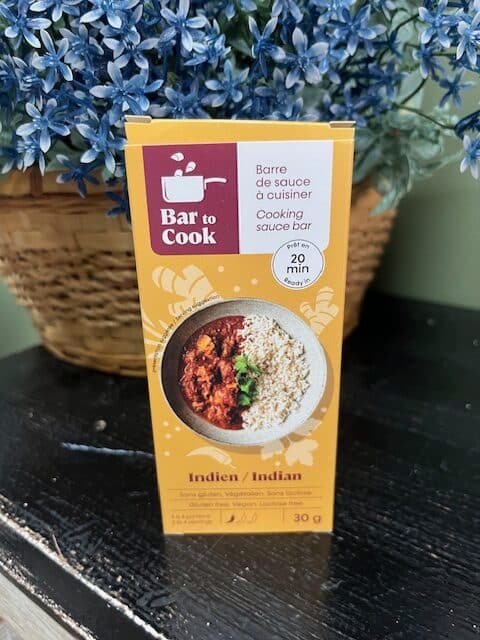 Bar to
Cook
Barre
de sauce
à cuisiner
Cooking
sauce bar
Prêt en
20
min
Ready in
Indien / Indian
Sans gluten, Végétalien, Sans lactose
Gluten free, Vegan, Lactose free
30 g